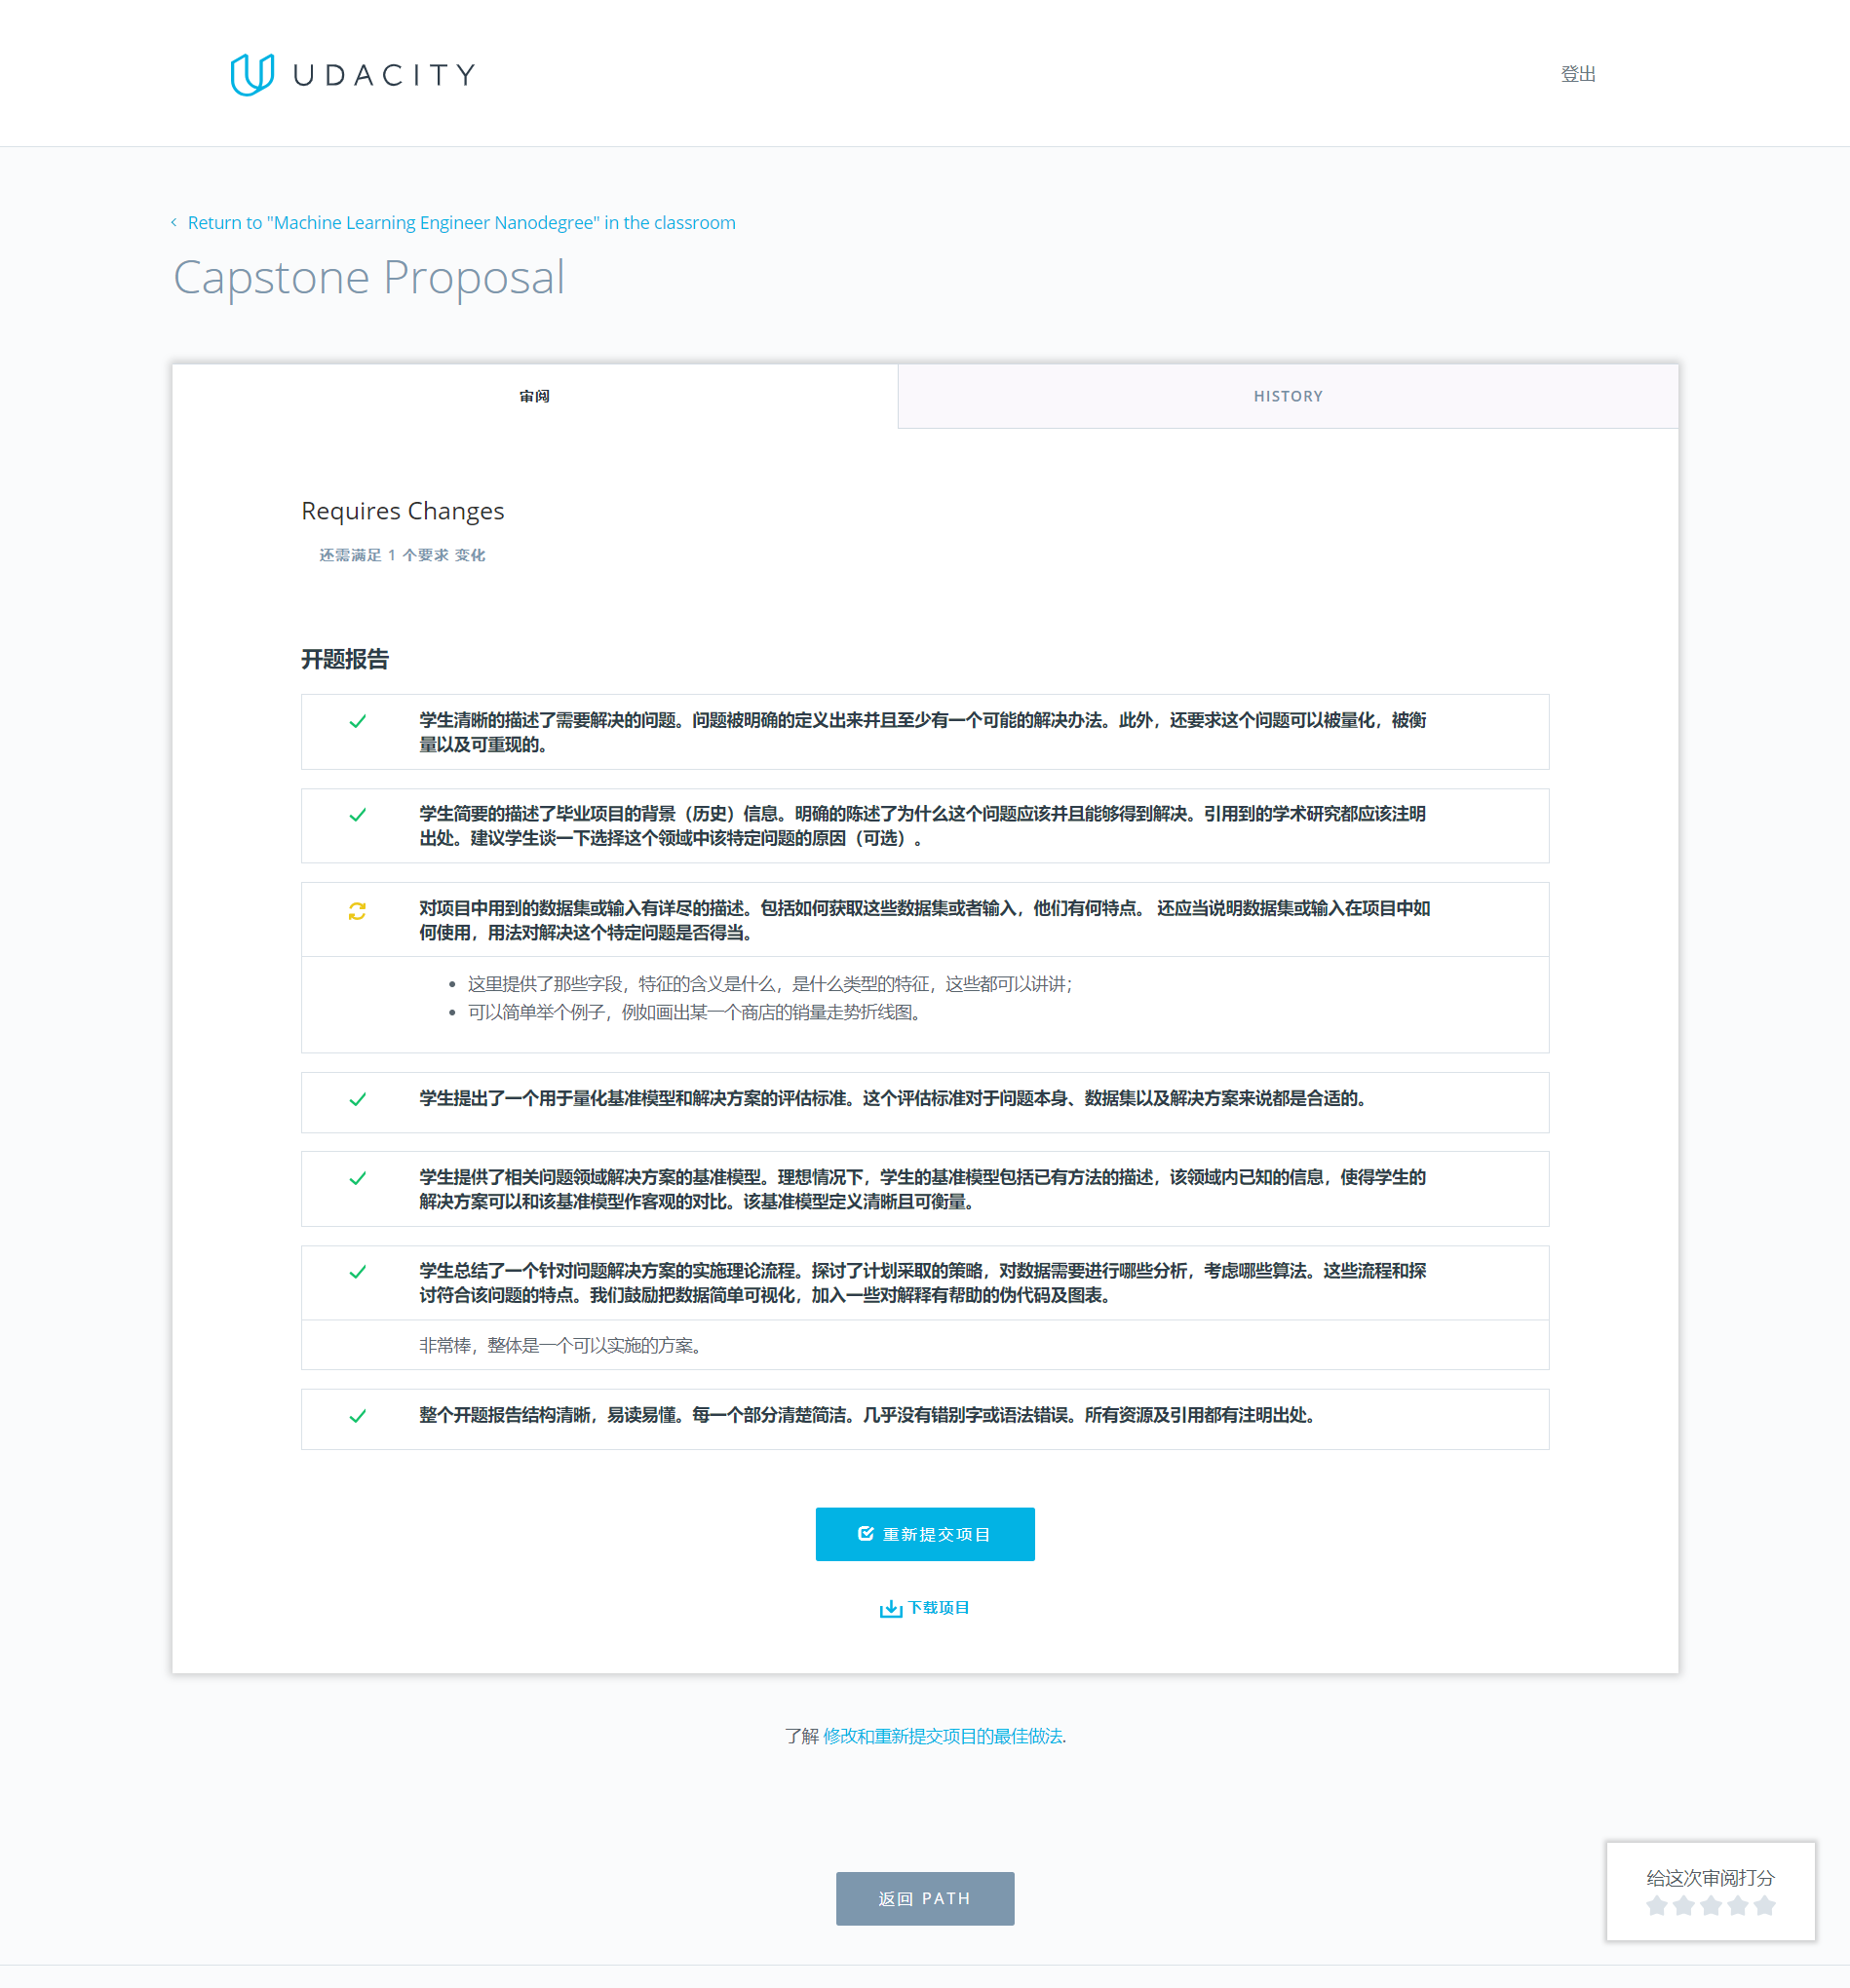 UDACITY
登出
Return to "Machine Learning Engineer Nanodegree" in the classroom
Capstone Proposal
审阅
HISTORY
Requires Changes
还需满足 1 个要求 变化
开题报告
学生清晰的描述了需要解决的问题。问题被明确的定义出来并且至少有一个可能的解决办法。此外，还要求这个问题可以被量化，被衡
量以及可重现的。
学生简要的描述了毕业项目的背景（历史）信息。明确的陈述了为什么这个问题应该并且能够得到解决。引用到的学术研究都应该注明
出处。建议学生谈一下选择这个领域中该特定问题的原因（可选）。
对项目中用到的数据集或输入有详尽的描述。包括如何获取这些数据集或者输入，他们有何特点。 还应当说明数据集或输入在项目中如
何使用，用法对解决这个特定问题是否得当。
• 这里提供了那些字段，特征的含义是什么，是什么类型的特征，这些都可以讲讲；
• 可以简单举个例子，例如画出某一个商店的销量走势折线图。
学生提出了一个用于量化基准模型和解决方案的评估标准。这个评估标准对于问题本身、数据集以及解决方案来说都是合适的。
学生提供了相关问题领域解决方案的基准模型。理想情况下，学生的基准模型包括已有方法的描述，该领域内已知的信息，使得学生的
解决方案可以和该基准模型作客观的对比。该基准模型定义清晰且可衡量。
学生总结了一个针对问题解决方案的实施理论流程。探讨了计划采取的策略，对数据需要进行哪些分析，考虑哪些算法。这些流程和探
讨符合该问题的特点。我们鼓励把数据简单可视化，加入一些对解释有帮助的伪代码及图表。
非常棒，整体是一个可以实施的方案。
整个开题报告结构清晰，易读易懂。每一个部分清楚简洁。几乎没有错别字或语法错误。所有资源及引用都有注明出处。
重新提交项目
下载项目
了解 修改和重新提交项目的最佳做法.
返回 PATH
给这次审阅打分